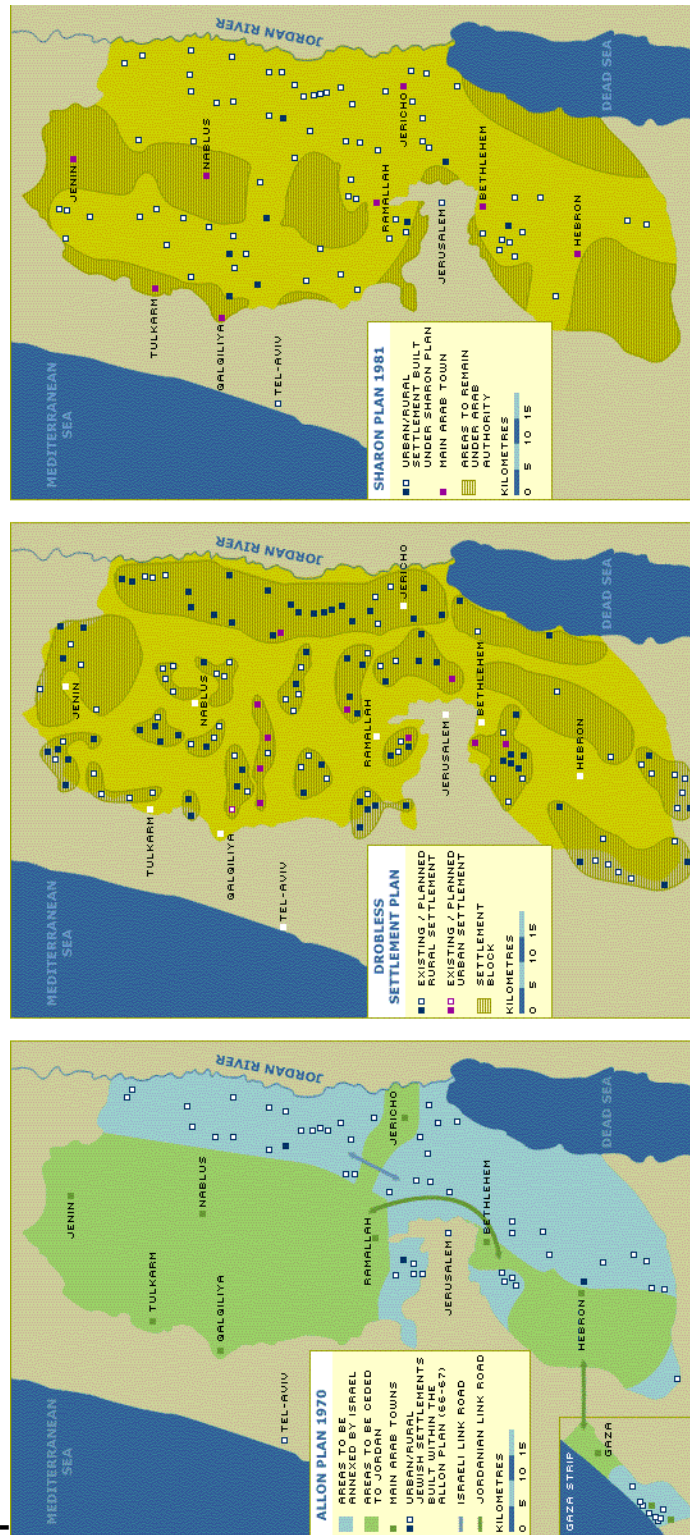 MEDITERRANEAN
SEA
JORDAN RIVER
JENIN
TULKARM
NABLUS
QALQILIYA
TEL-AVIV
RAMALLAH
JERICHO
JERUSALEM
BETHLEHEM
HEBRON
DEAD SEA
ALLON PLAN 1970
AREAS TO BE
ANNEXED BY ISRAEL
AREAS TO BE CEDED
TO JORDAN
MAIN ARAB TOWNS
URBAN/RURAL
JEWISH SETTLEMENTS
BUILT WITHIN THE
ALLON PLAN (66-67)
ISRAELI LINK ROAD
JORDANIAN LINK ROAD
KILOMETRES
0 5 10 15
GAZA STRIP
GAZA
MEDITERRANEAN
SEA
JORDAN RIVER
JENIN
TULKARM
NABLUS
QALQILIYA
TEL-AVIV
RAMALLAH
JERICHO
JERUSALEM
BETHLEHEM
HEBRON
DEAD SEA
DROBLESS
SETTLEMENT PLAN
EXISTING / PLANNED
RURAL SETTLEMENT
EXISTING / PLANNED
URBAN SETTLEMENT
SETTLEMENT
BLOCK
KILOMETRES
0 5 10 15
MEDITERRANEAN
SEA
JORDAN RIVER
JENIN
TULKARM
NABLUS
QALQILIYA
TEL-AVIV
RAMALLAH
JERICHO
JERUSALEM
BETHLEHEM
HEBRON
DEAD SEA
SHARON PLAN 1981
URBAN/RURAL
SETTLEMENT BUILT
UNDER SHARON PLAN
MAIN ARAB TOWN
AREAS TO REMAIN
UNDER ARAB
AUTHORITY
KILOMETRES
0 5 10 15